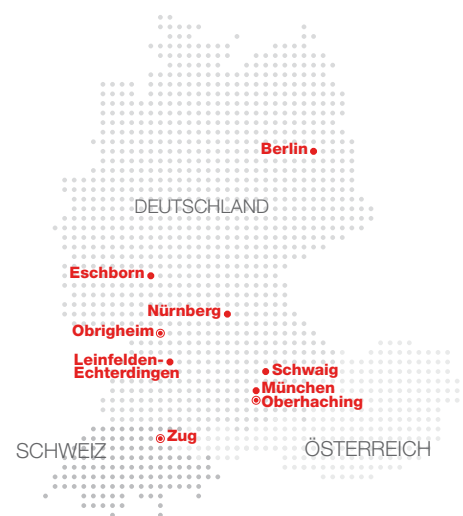 Berlin
DEUTSCHLAND
Eschborn
Nürnberg
Obrigheim
Leinfelden-
Echterdingen
Schwaig
München
Oberhaching
Zug
SCHWEIZ
ÖSTERREICH